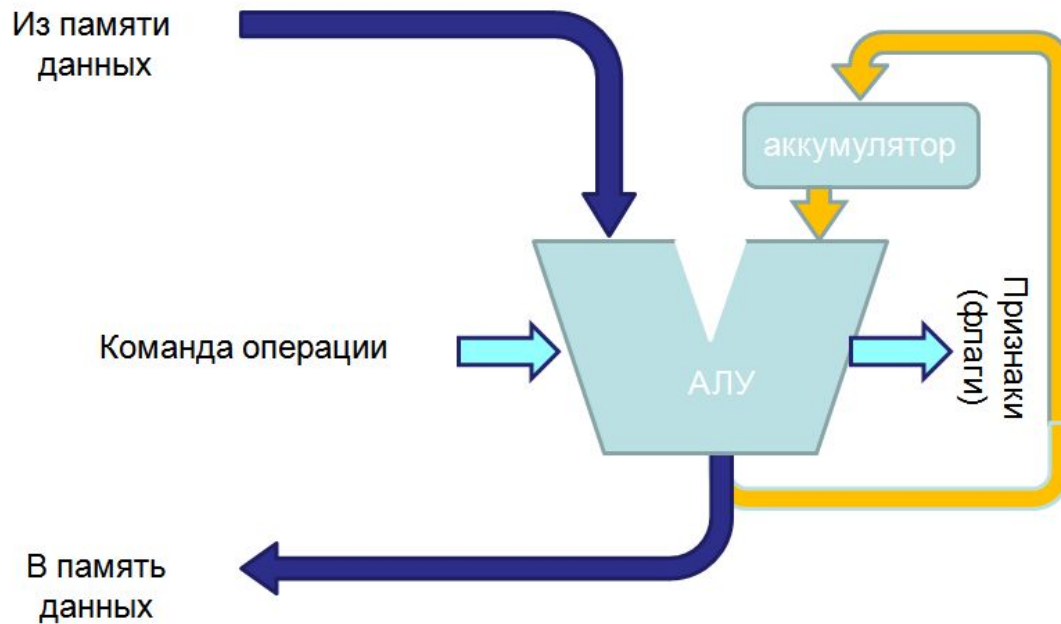 Из памяти
данных
аккумулятор
Команда операции
АЛУ
Признаки
(флаги)
В память
данных